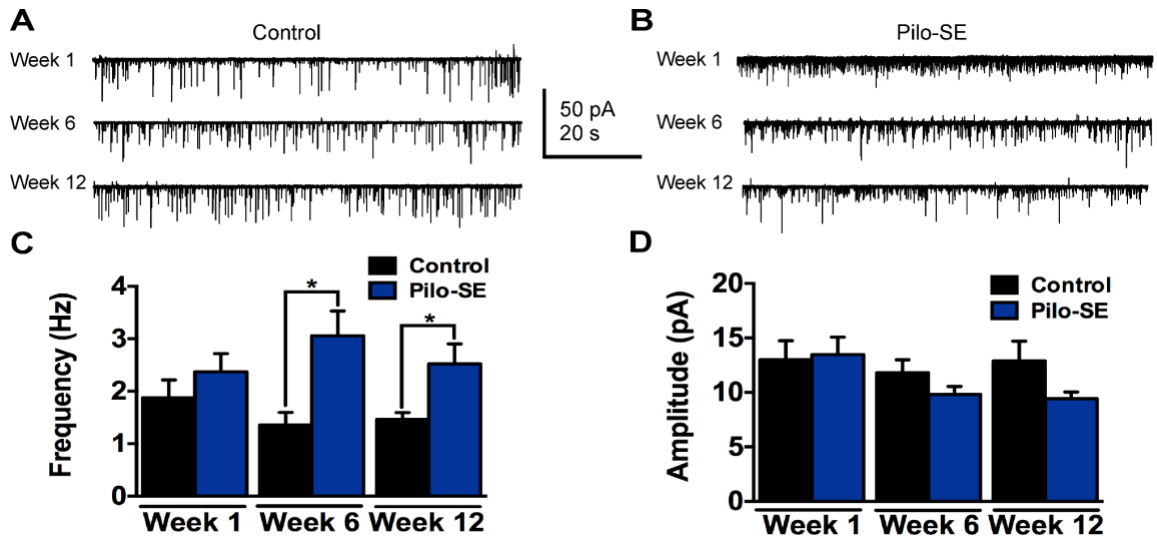 A
Control
Week 1
Week 6
Week 12
50 pA
20 s
B
Pilo-SE
Week 1
Week 6
Week 12
C
Control
Pilo-SE
Frequency (Hz)
4
3
2
1
0
*
*
Week 1 Week 6 Week 12
D
Control
Pilo-SE
Amplitude (pA)
20
15
10
5
0
Week 1 Week 6 Week 12